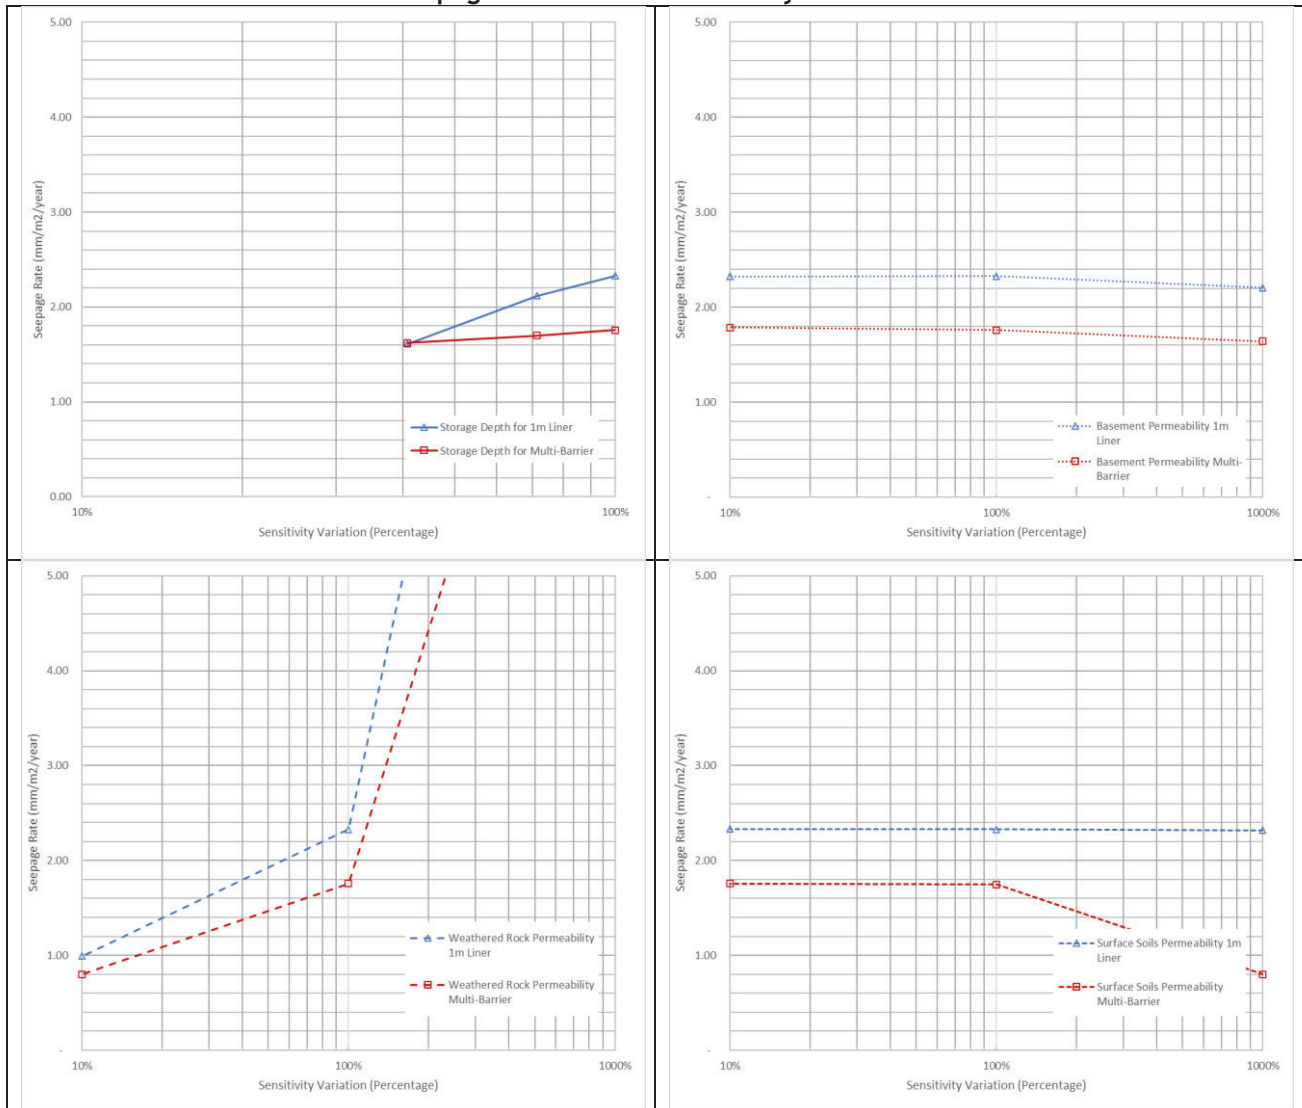 5.00
4.00
3.00
2.00
1.00
0.00
Seepage Rate (mm/m2/year)
Storage Depth for 1m Liner
Storage Depth for Multi-Barrier
10%
100%
Sensitivity Variation (Percentage)
5.00
4.00
3.00
2.00
1.00
-
Seepage Rate (mm/m2/year)
Basement Permeability 1m
Liner
Basement Permeability Multi-
Barrier
10%
100%
1000%
Sensitivity Variation (Percentage)
5.00
4.00
3.00
2.00
1.00
-
Seepage Rate (mm/m2/year)
Weathered Rock Permeability
1m Liner
Weathered Rock Permeability
Multi-Barrier
10%
100%
1000%
Sensitivity Variation (Percentage)
5.00
4.00
3.00
2.00
1.00
-
Seepage Rate (mm/m2/year)
Surface Soils Permeability 1m
Liner
Surface Soils Permeability
Multi-Barrier
10%
100%
1000%
Sensitivity Variation (Percentage)